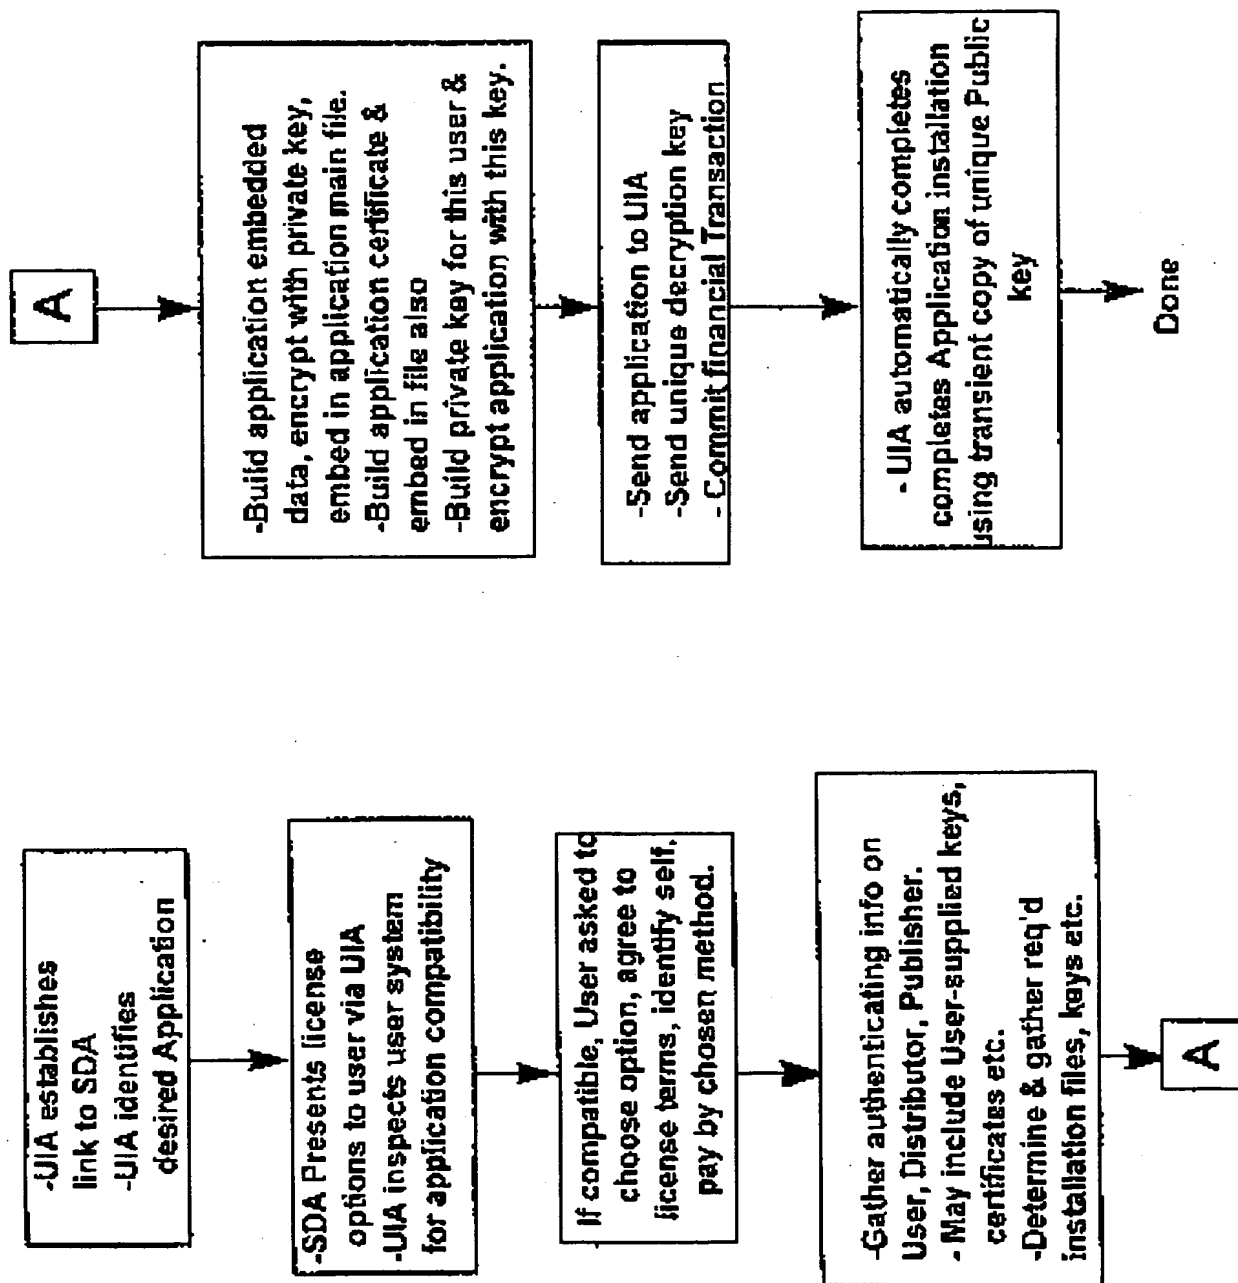 -UIA establishes
link to SDA
-UIA identifies
desired Application
-SDA Presents license
options to user via UIA
-UIA inspects user system
for application compatibility
If compatible, User asked to
choose option, agree to
license terms, identify self,
pay by chosen method.
-Gather authenticating info on
User, Distributor, Publisher.
- May include User-supplied keys,
certificates etc.
-Determine & gather req'd
installation files, keys etc.
A
A
-Build application embedded
data, encrypt with private key,
embed in application main file.
-Build application certificate &
embed in file also
-Build private key for this user &
encrypt application with this key.
-Send application to UIA
-Send unique decryption key
- Commit financial Transaction
- UIA automatically completes
completes Application installation
using transient copy of unique Public
key
Done